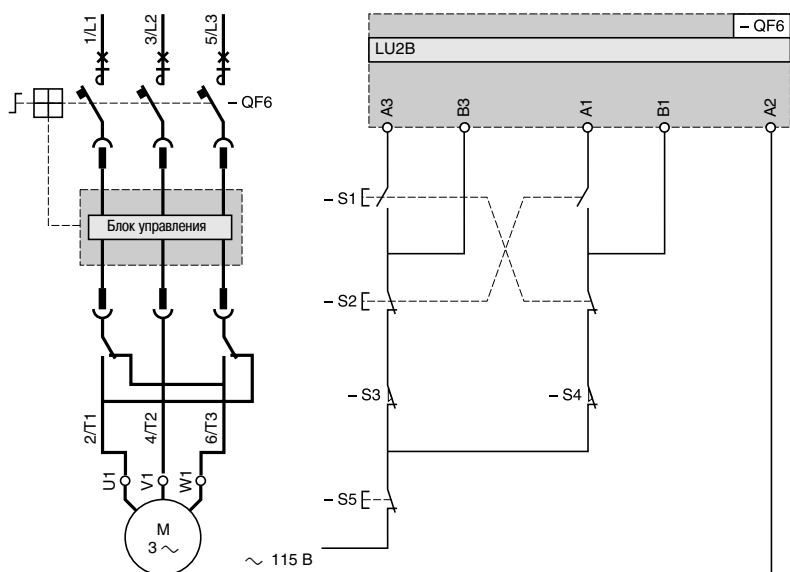 1/L1
3/L2
5/L3
– QF6
Блок управления
2/T1
4/T2
6/T3
U1
V1
W1
M
3 ~
– QF6
LU2B
A3
B3
A1
B1
A2
– S1
– S2
– S3
– S4
– S5
~ 115 В